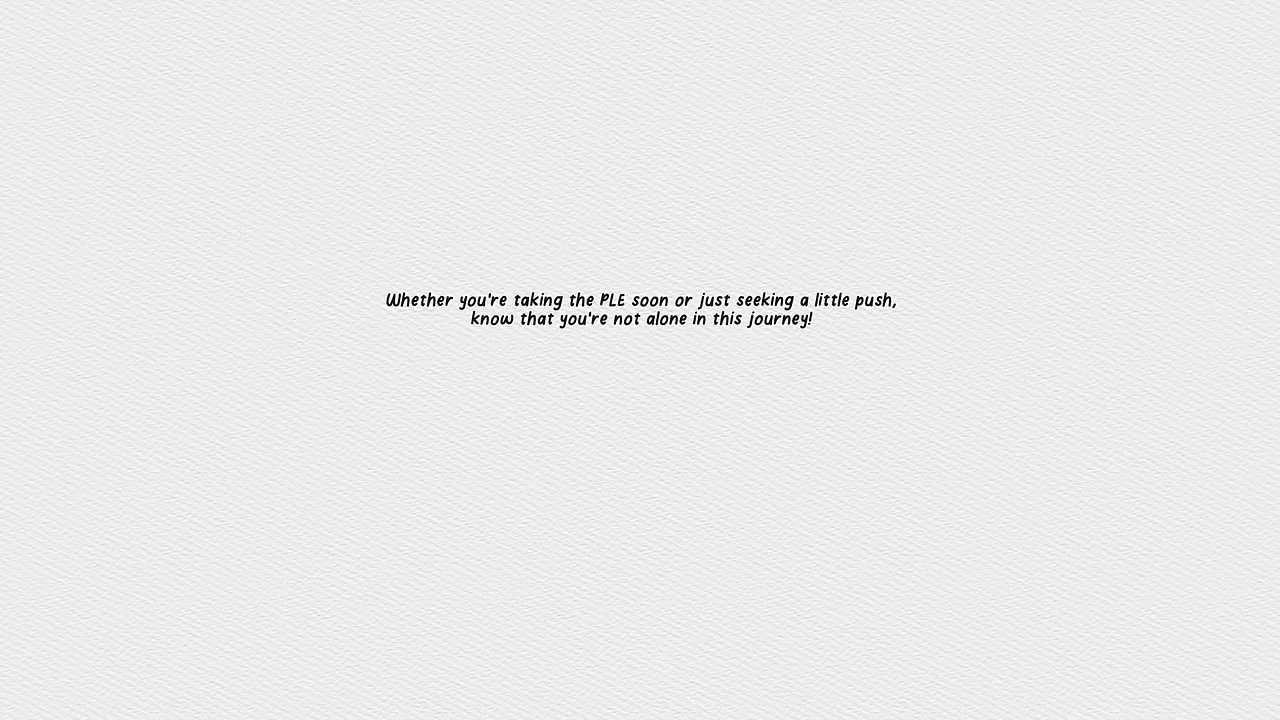 Whether you're taking the PLE soon or just seeking a little push,
know that you're not alone in this journey!